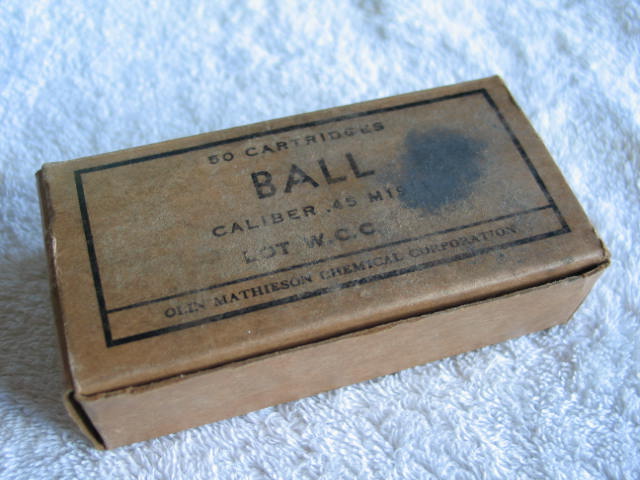 50 CARTRIDGES
BALL
CALIBER .45
LOT W.C.C.
OLIN MATHIESON CHEMICAL CORPORATION